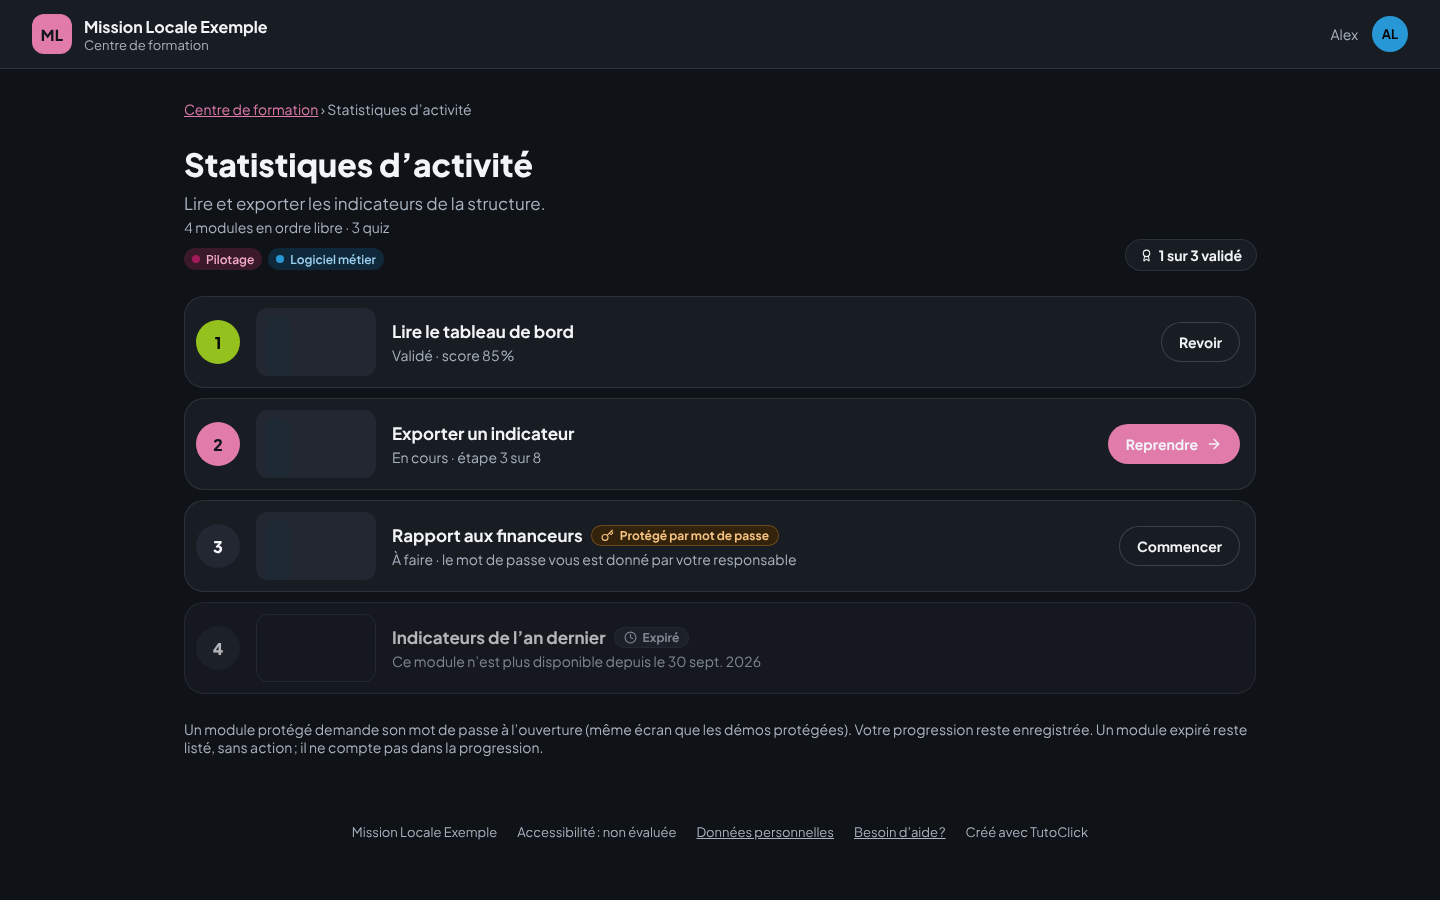 ML
Mission Locale Exemple
Centre de formation
Alex
AL
Centre de formation › Statistiques d’activité
Statistiques d’activité
Lire et exporter les indicateurs de la structure.
4 modules en ordre libre · 3 quiz
Pilotage
Logiciel métier
1 sur 3 validé
1
Lire le tableau de bord
Validé · score 85 %
Revoir
2
Exporter un indicateur
En cours · étape 3 sur 8
Reprendre →
3
Rapport aux financeurs
Protégé par mot de passe
À faire · le mot de passe vous est donné par votre responsable
Commencer
4
Indicateurs de l’an dernier
Expiré
Ce module n’est plus disponible depuis le 30 sept. 2026
Un module protégé demande son mot de passe à l’ouverture (même écran que les démos protégées). Votre progression reste enregistrée. Un module expiré reste
listé, sans action ; il ne compte pas dans la progression.
Mission Locale Exemple
Accessibilité : non évaluée
Données personnelles
Besoin d’aide ?
Créé avec TutoClick